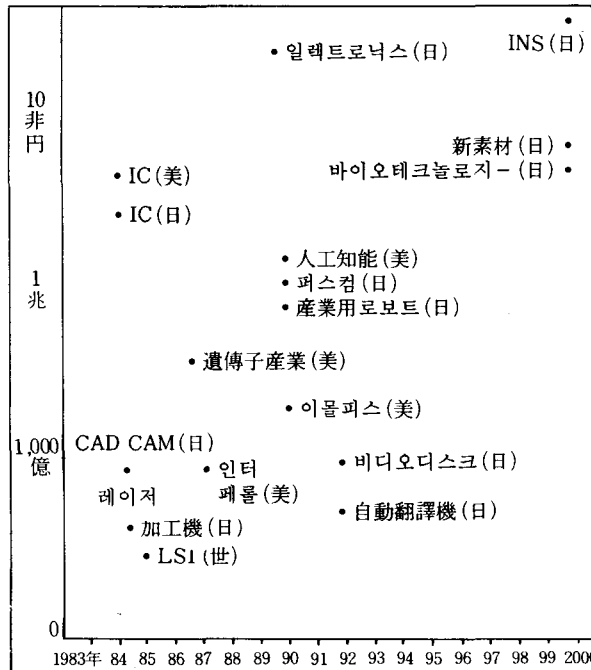 INS (日)
일렉트로닉스 (日)
10
非
円
新素材 (日)
IC (美)
바이오테크놀로지- (日)
IC (日)
人工知能 (美)
퍼스컴 (日)
1
兆
産業用로보트 (日)
遺傳子産業 (美)
이몰피스 (美)
CAD CAM (日)
1,000
億
인터
페롤 (美)
비디오디스크 (日)
레이저
加工機 (日)
自動翻譯機 (日)
LSI (世)
0
1983年 84 85 86 87 88 89 90 91 92 93 94 95 96 97 98 99 2000